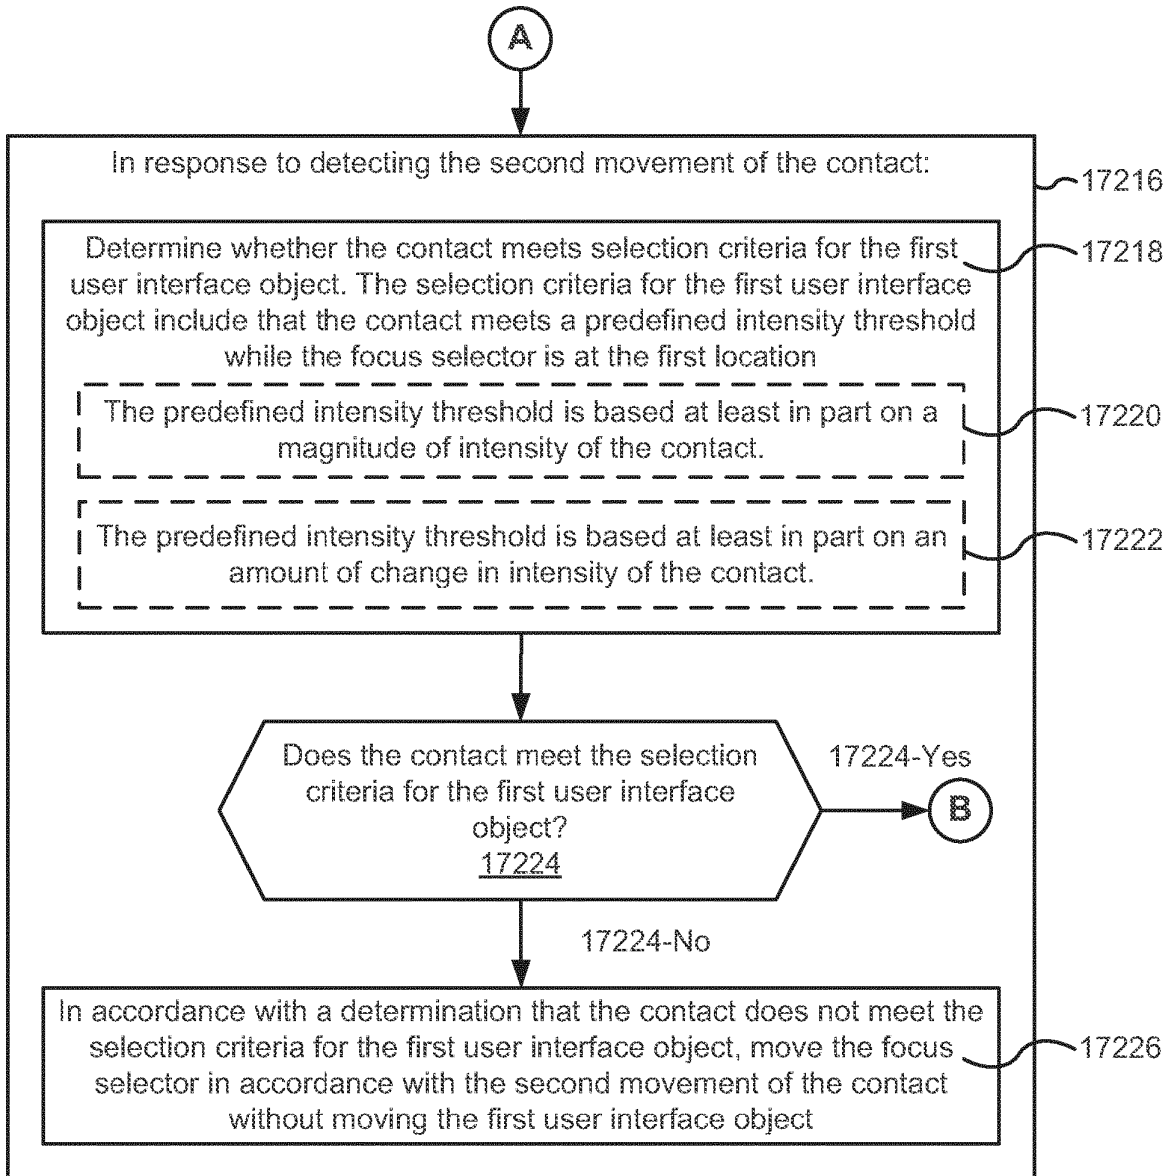 A
In response to detecting the second movement of the contact:
17216
Determine whether the contact meets selection criteria for the first
user interface object. The selection criteria for the first user interface
object include that the contact meets a predefined intensity threshold
while the focus selector is at the first location
17218
The predefined intensity threshold is based at least in part on a
magnitude of intensity of the contact.
17220
The predefined intensity threshold is based at least in part on an
amount of change in intensity of the contact.
17222
Does the contact meet the selection
criteria for the first user interface
object?
17224
17224-Yes
B
17224-No
In accordance with a determination that the contact does not meet the
selection criteria for the first user interface object, move the focus
selector in accordance with the second movement of the contact
without moving the first user interface object
17226